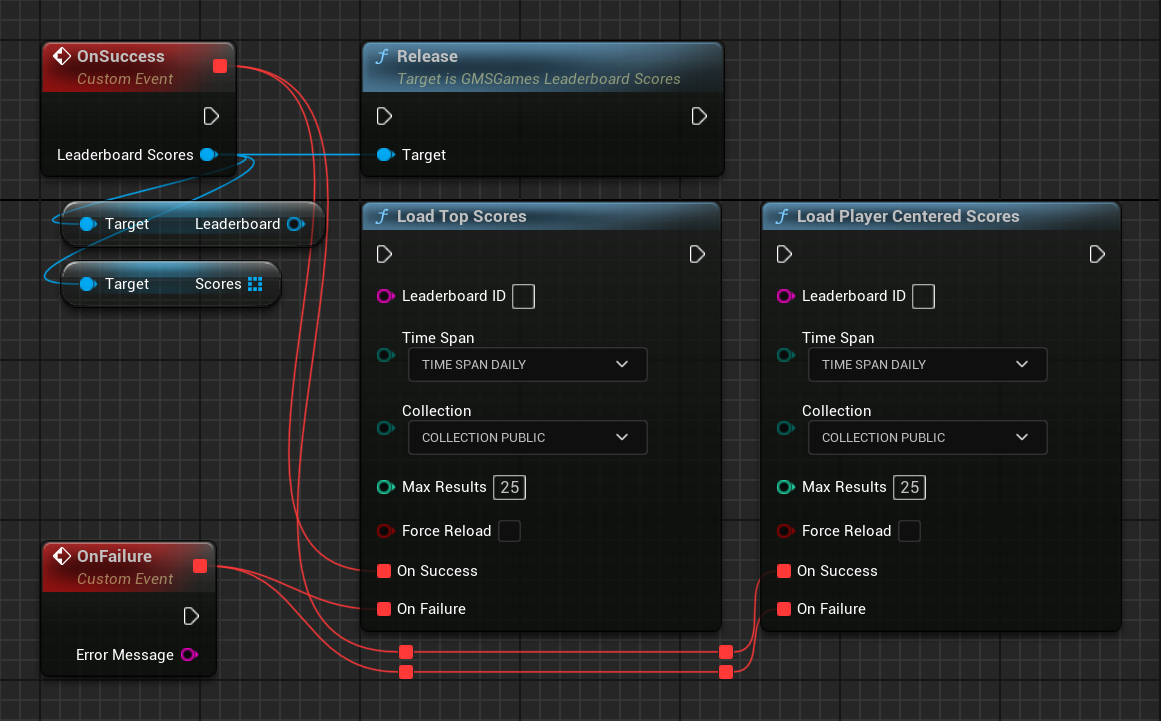 OnSuccess
Custom Event
Leaderboard Scores
Release
Target is GMSGames Leaderboard Scores
Target
Target Leaderboard
Target Scores
Load Top Scores
Leaderboard ID
Time Span
TIME SPAN DAILY
Collection
COLLECTION PUBLIC
Max Results 25
Force Reload
On Success
On Failure
Load Player Centered Scores
Leaderboard ID
Time Span
TIME SPAN DAILY
Collection
COLLECTION PUBLIC
Max Results 25
Force Reload
On Success
On Failure
OnFailure
Custom Event
Error Message